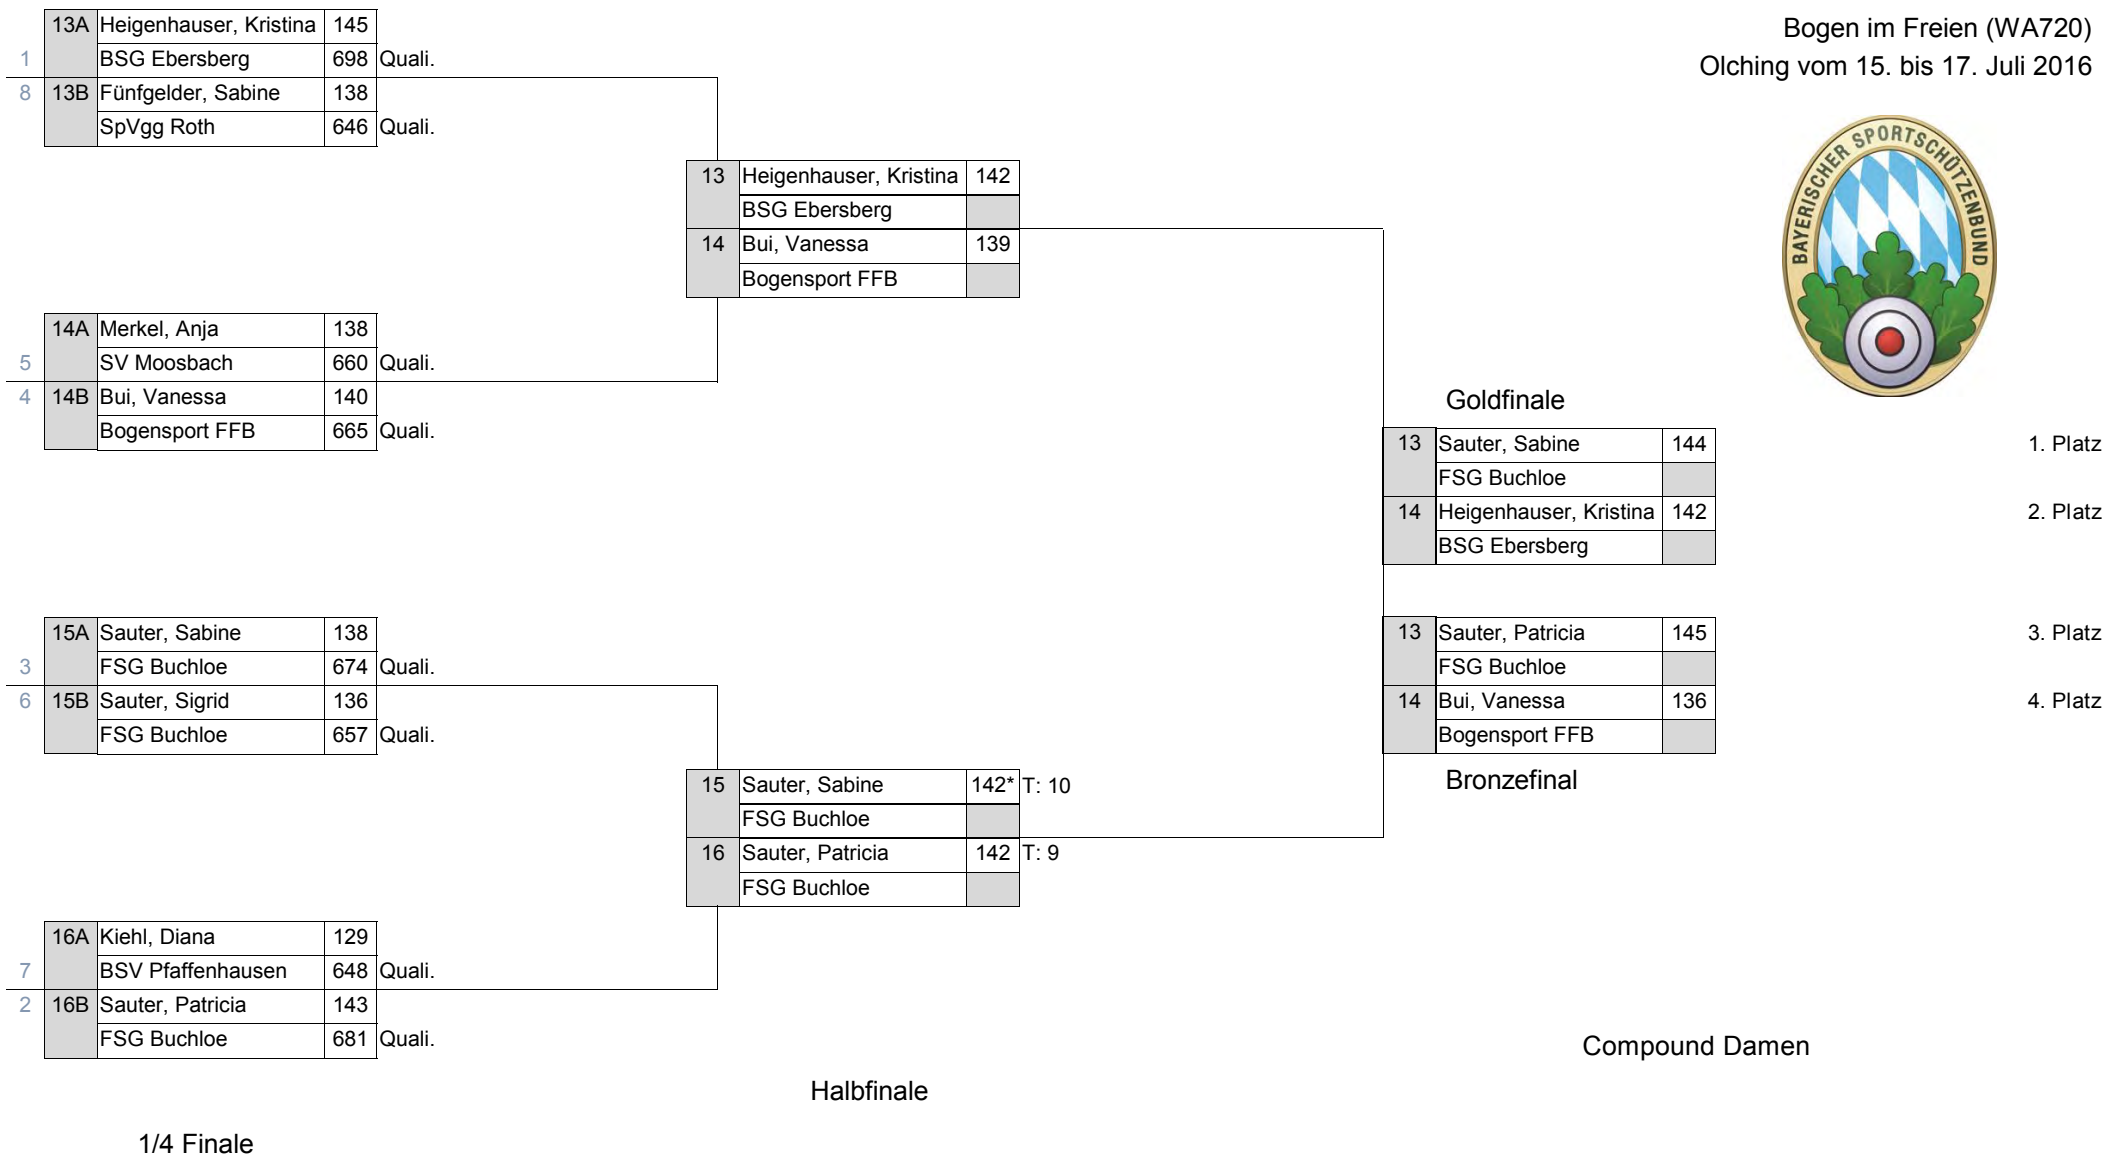 Bogen im Freien (WA720)
Olching vom 15. bis 17. Juli 2016
BAYERISCHER SPORTSCHÜTZENBUND
13A Heigenhauser, Kristina 145
1 BSG Ebersberg 698 Quali.
8 13B Fünfgelder, Sabine 138
SpVgg Roth 646 Quali.
13 Heigenhauser, Kristina 142
BSG Ebersberg
14 Bui, Vanessa 139
Bogensport FFB
14A Merkel, Anja 138
5 SV Moosbach 660 Quali.
4 14B Bui, Vanessa 140
Bogensport FFB 665 Quali.
Goldfinale
13 Sauter, Sabine 144 1. Platz
FSG Buchloe
14 Heigenhauser, Kristina 142 2. Platz
BSG Ebersberg
15A Sauter, Sabine 138
3 FSG Buchloe 674 Quali.
6 15B Sauter, Sigrid 136
FSG Buchloe 657 Quali.
13 Sauter, Patricia 145 3. Platz
FSG Buchloe
14 Bui, Vanessa 136 4. Platz
Bogensport FFB
Bronzefinal
15 Sauter, Sabine 142* T: 10
FSG Buchloe
16 Sauter, Patricia 142 T: 9
FSG Buchloe
16A Kiehl, Diana 129
7 BSV Pfaffenhausen 648 Quali.
2 16B Sauter, Patricia 143
FSG Buchloe 681 Quali.
Compound Damen
Halbfinale
1/4 Finale